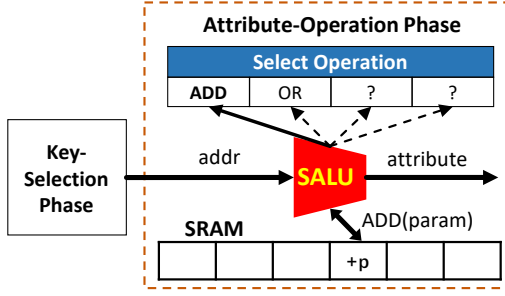 Attribute-Operation Phase
Select Operation
ADD OR ? ?
Key-
Selection
Phase
addr
SALU
attribute
ADD(param)
SRAM
+p